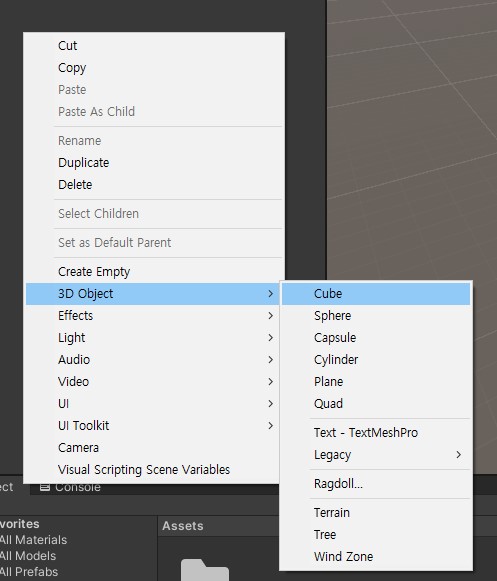 Cut
Copy
Paste
Paste As Child
Rename
Duplicate
Delete
Select Children
Set as Default Parent
Create Empty
3D Object
Effects
Light
Audio
Video
UI
UI Toolkit
Camera
Visual Scripting Scene Variables
Cube
Sphere
Capsule
Cylinder
Plane
Quad
Text - TextMeshPro
Legacy
Ragdoll...
Terrain
Tree
Wind Zone
ect
Console
vorites
All Materials
All Models
All Prefabs
Assets